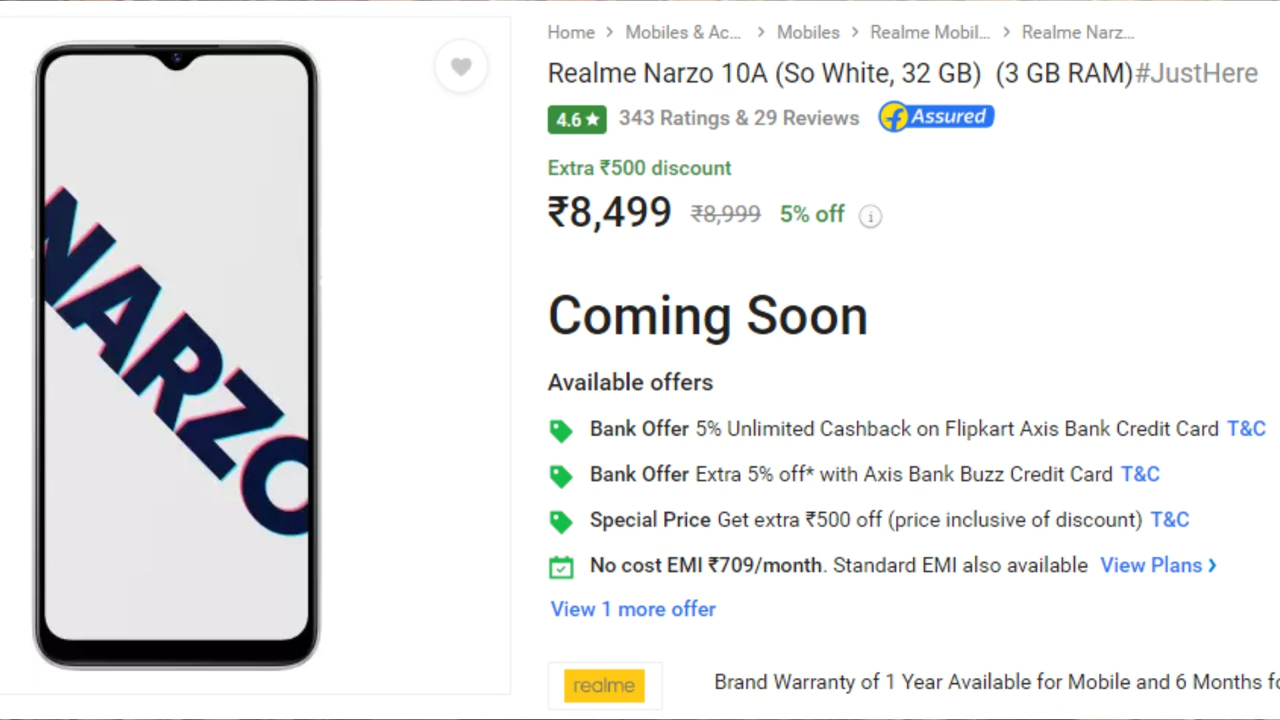 Home > Mobiles & Ac... > Mobiles > Realme Mobil... > Realme Narz...
Realme Narzo 10A (So White, 32 GB) (3 GB RAM)#JustHere
4.6★ 343 Ratings & 29 Reviews f Assured
Extra ₹500 discount
₹8,499 ₹8,999 5% off i
NARZO
Coming Soon
Available offers
Bank Offer 5% Unlimited Cashback on Flipkart Axis Bank Credit Card T&C
Bank Offer Extra 5% off* with Axis Bank Buzz Credit Card T&C
Special Price Get extra ₹500 off (price inclusive of discount) T&C
No cost EMI ₹709/month. Standard EMI also available View Plans >
View 1 more offer
realme Brand Warranty of 1 Year Available for Mobile and 6 Months fo